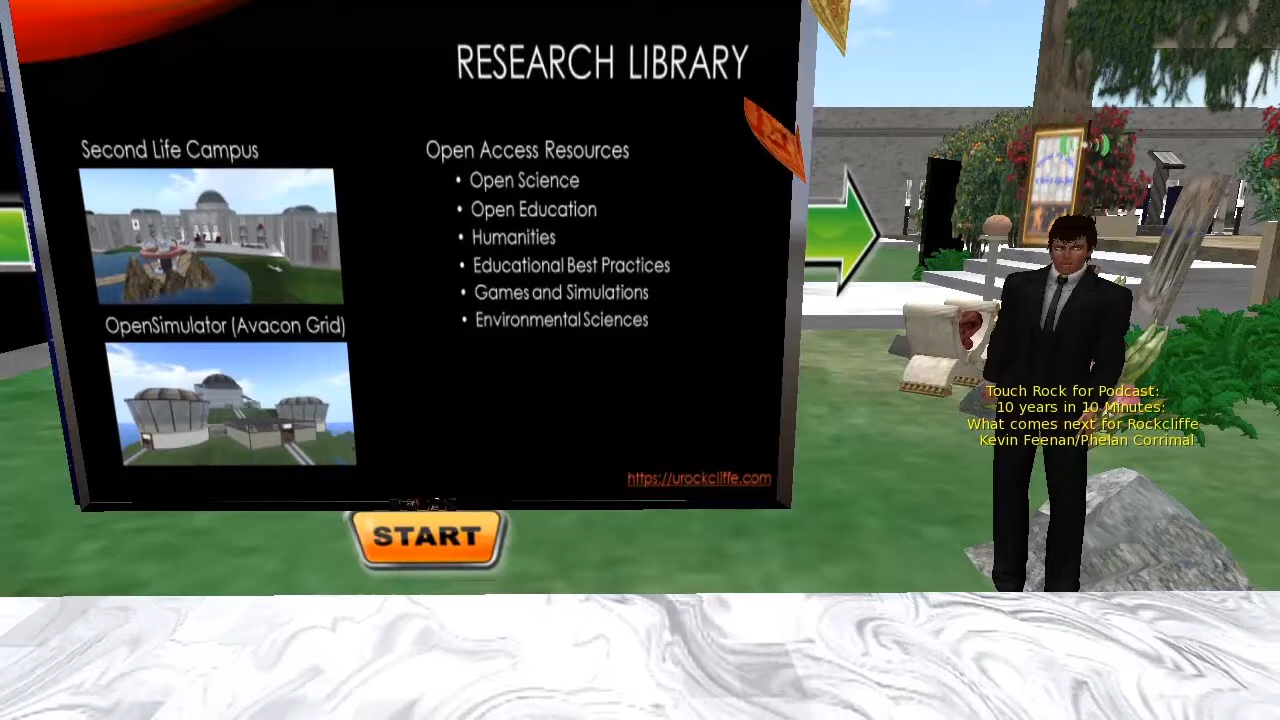 RESEARCH LIBRARY
Second Life Campus
OpenSimulator (Avacon Grid)
Open Access Resources
• Open Science
• Open Education
• Humanities
• Educational Best Practices
• Games and Simulations
• Environmental Sciences
https://urockcliffe.com
START
Touch Rock for Podcast:
10 years in 10 Minutes:
What comes next for Rockcliffe
Kevin Feenan/Phelan Corrimal